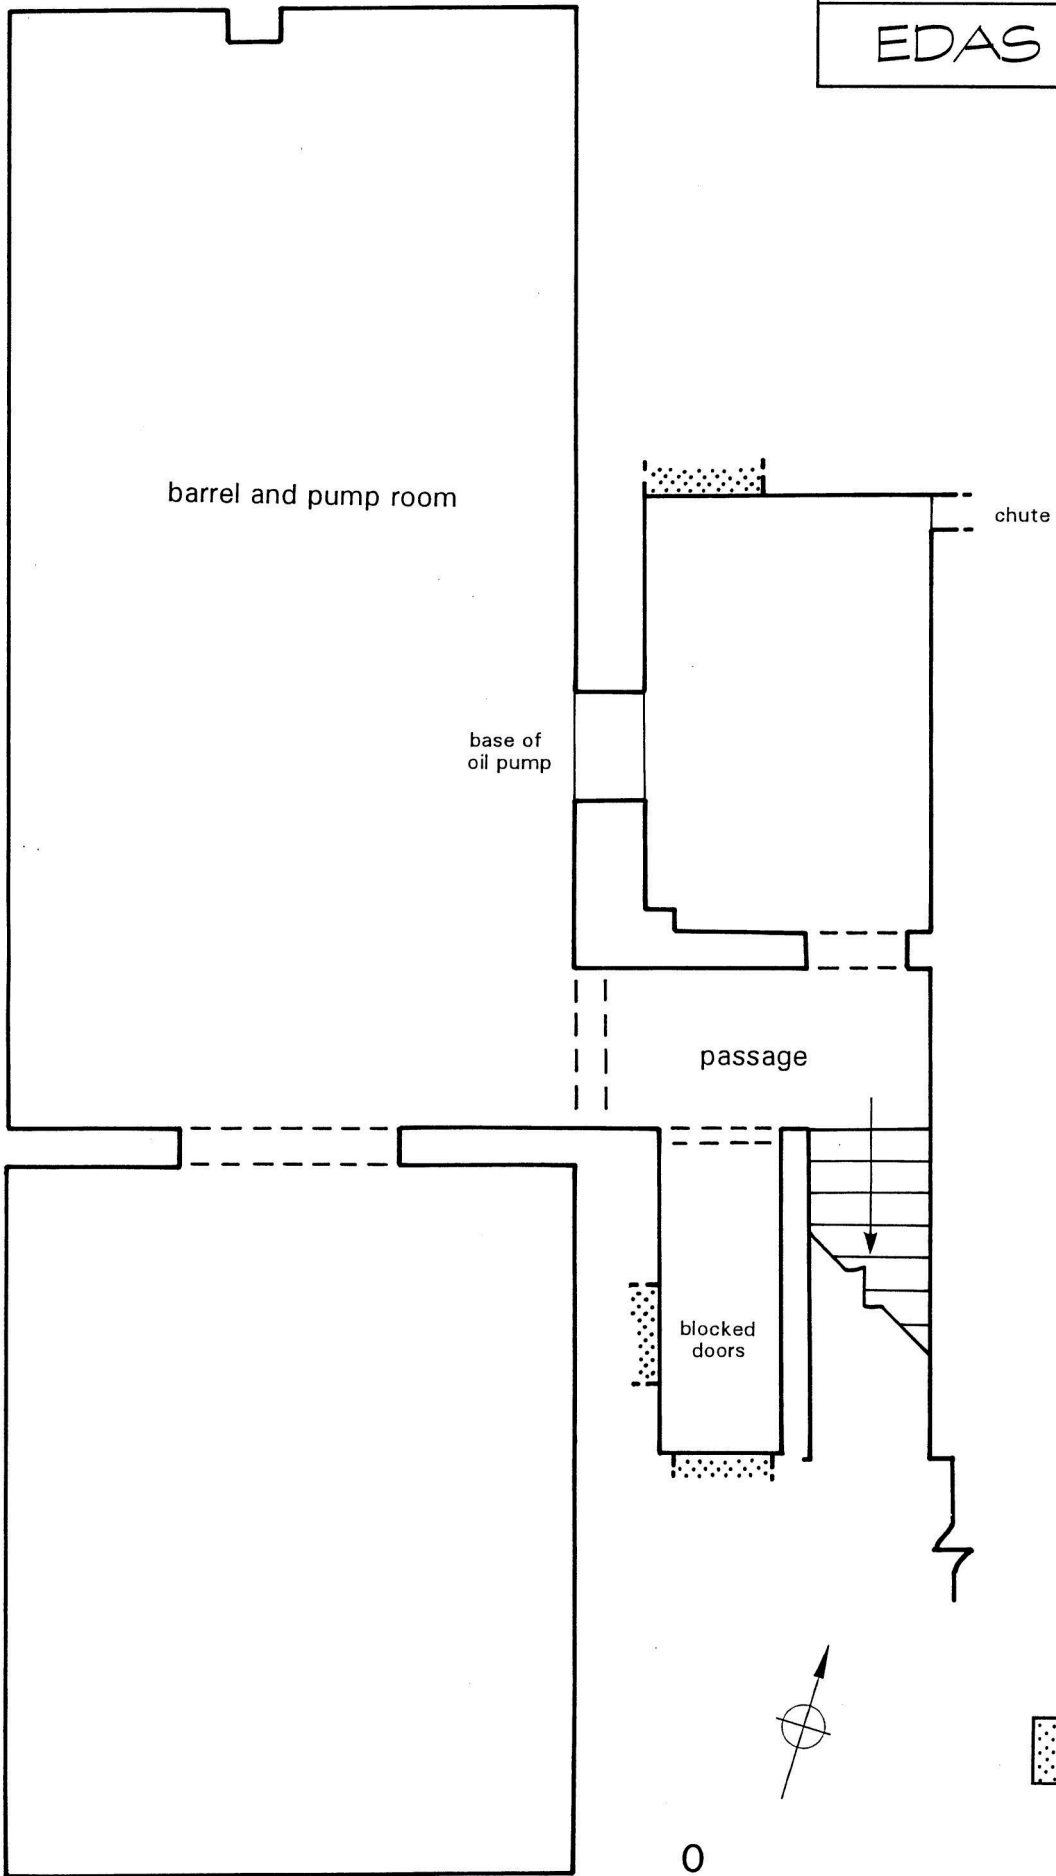 EDAS
barrel and pump room
chute
base of
oil pump
passage
blocked
doors
0